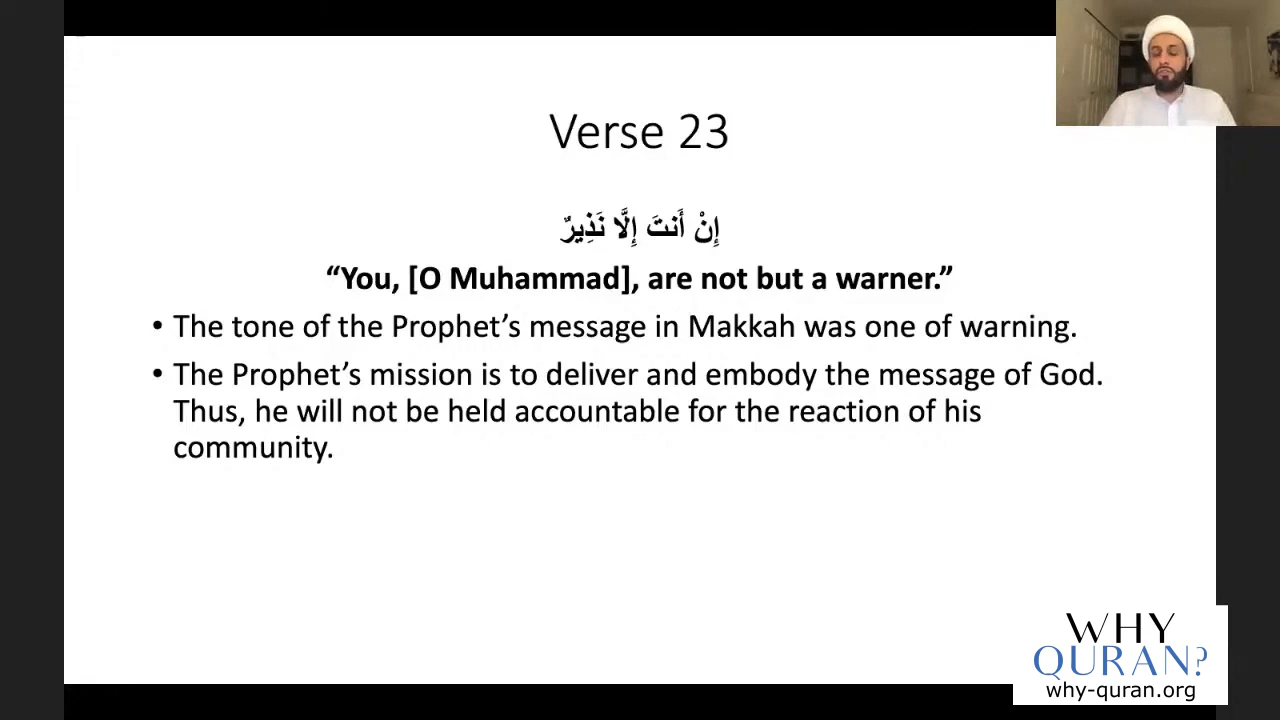 Verse 23
إِنْ أَنتَ إِلَّا نَذِيرٌ
“You, [O Muhammad], are not but a warner.”
• The tone of the Prophet’s message in Makkah was one of warning.
• The Prophet’s mission is to deliver and embody the message of God.
Thus, he will not be held accountable for the reaction of his
community.
WHY
QURAN?
why-quran.org